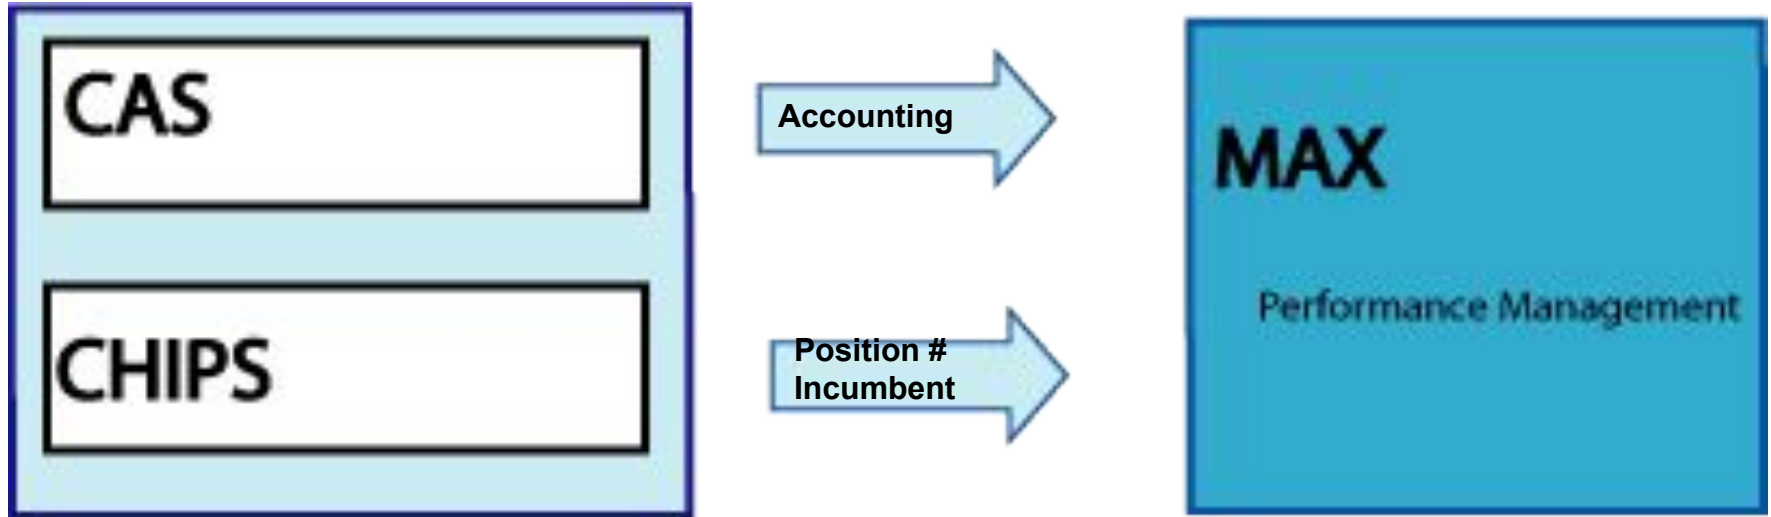 CAS
Accounting
MAX
Performance Management
CHIPS
Position #
Incumbent